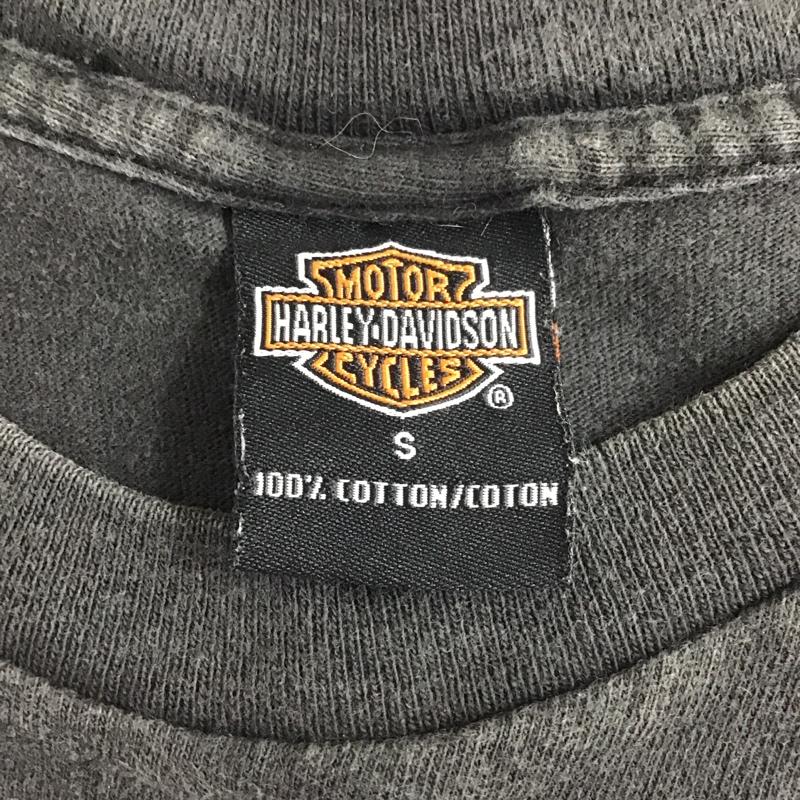 MOTOR
HARLEY-DAVIDSON
CYCLES
®
S
100% COTTON/COTON